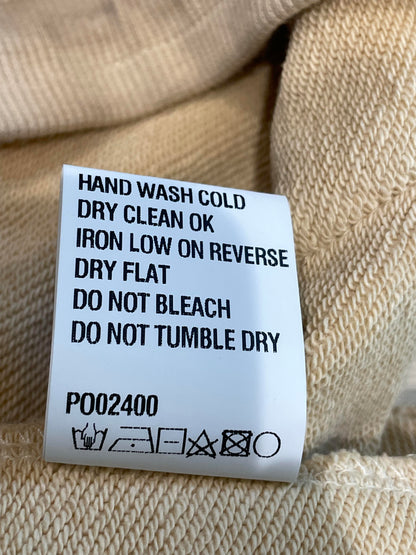 HAND WASH COLD
DRY CLEAN OK
IRON LOW ON REVERSE
DRY FLAT
DO NOT BLEACH
DO NOT TUMBLE DRY
PO02400